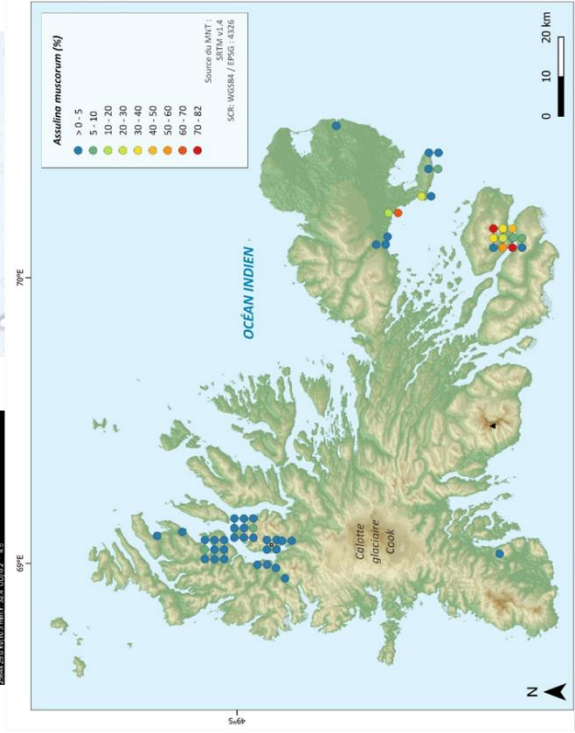 Assulina muscorum (%)
> 0 - 5
5 - 10
10 - 20
20 - 30
30 - 40
40 - 50
50 - 60
60 - 70
70 - 82
Source du MNT :
SRTM v1.4
SCR: WGS84 / EPSG : 4326
OCÉAN INDIEN
Calotte
glaciaire
Cook
69°E
70°E
49°S
N
0 10 20 km